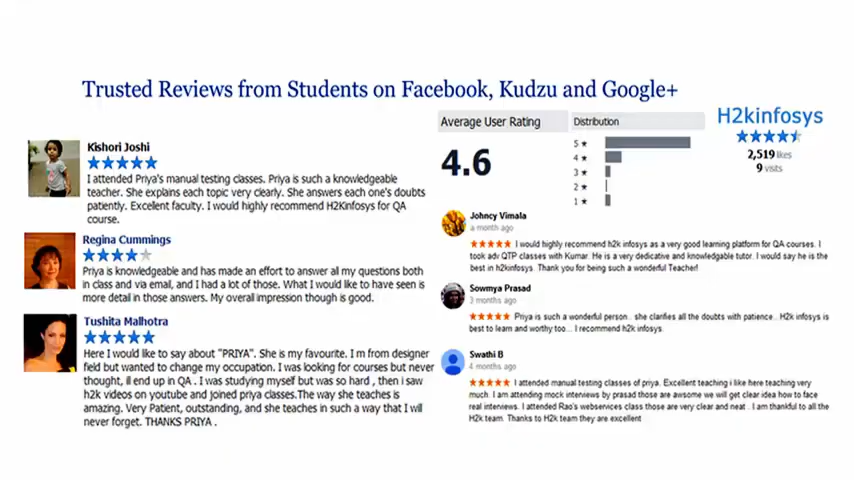 Trusted Reviews from Students on Facebook, Kudzu and Google+
Kishori Joshi
I attended Priya's manual testing classes. Priya is such a knowledgeable
teacher. She explains each topic very clearly. She answers each one's doubts
patiently. Excellent faculty. I would highly recommend H2KInfosys for QA
course.
Regina Cummings
Priya is knowledgeable and has made an effort to answer all my questions both
in class and via email, and I had a lot of those. What I would like to have seen is
more detail in those answers. My overall impression though is good.
Tushita Malhotra
Here I would like to say about "PRIYA". She is my favourite. I m from designer
field but wanted to change my occupation. I was looking for courses but never
thought, ill end up in QA . I was studying myself but was so hard , then i saw
h2k videos on youtube and joined priya classes.The way she teaches is
amazing. Very Patient, outstanding, and she teaches in such a way that I will
never forget. THANKS PRIYA .
Average User Rating
4.6
Distribution
5 ★
4 ★
3 ★
2 ★
1 ★
H2kinfosys
2,519 likes
9 visits
Johncy Vimala
a month ago
★★★★★ I would highly recommend h2k infosys as a very good learning platform for QA courses. I
took adv QTP classes with Kumar. He is a very dedicative and knowledgable tutor. I would say he is the
best in h2kinfosys. Thank you for being such a wonderful Teacher!
Sowmya Prasad
3 months ago
★★★★★ Priya is such a wonderful person.. she clarifies all the doubts with patience.. H2k infosys is
best to learn and worthy too... I recommend h2k infosys.
Swathi B
4 months ago
★★★★★ I attended manual testing classes of priya. Excellent teaching i like here teaching very
much. I am attending mock interviews by prasad those are awsome we will get clear idea how to face
real interviews. I attended Rao's webservices class those are very clear and neat . I am thankful to all the
H2k team. Thanks to H2k team they are excellent